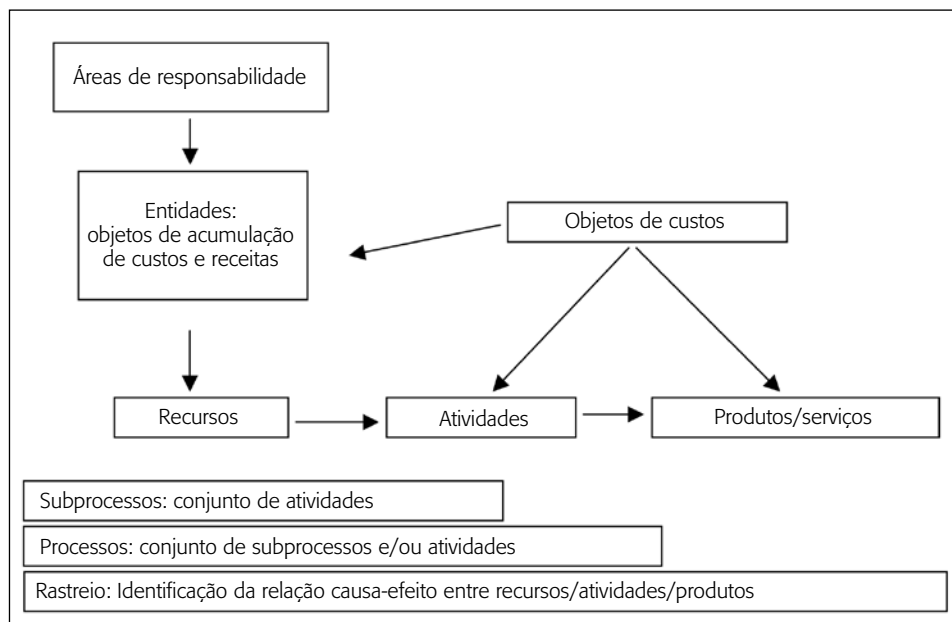 Áreas de responsabilidade
Entidades:
objetos de acumulação
de custos e receitas
Objetos de custos
Recursos
Atividades
Produtos/serviços
Subprocessos: conjunto de atividades
Processos: conjunto de subprocessos e/ou atividades
Rastreio: Identificação da relação causa-efeito entre recursos/atividades/produtos